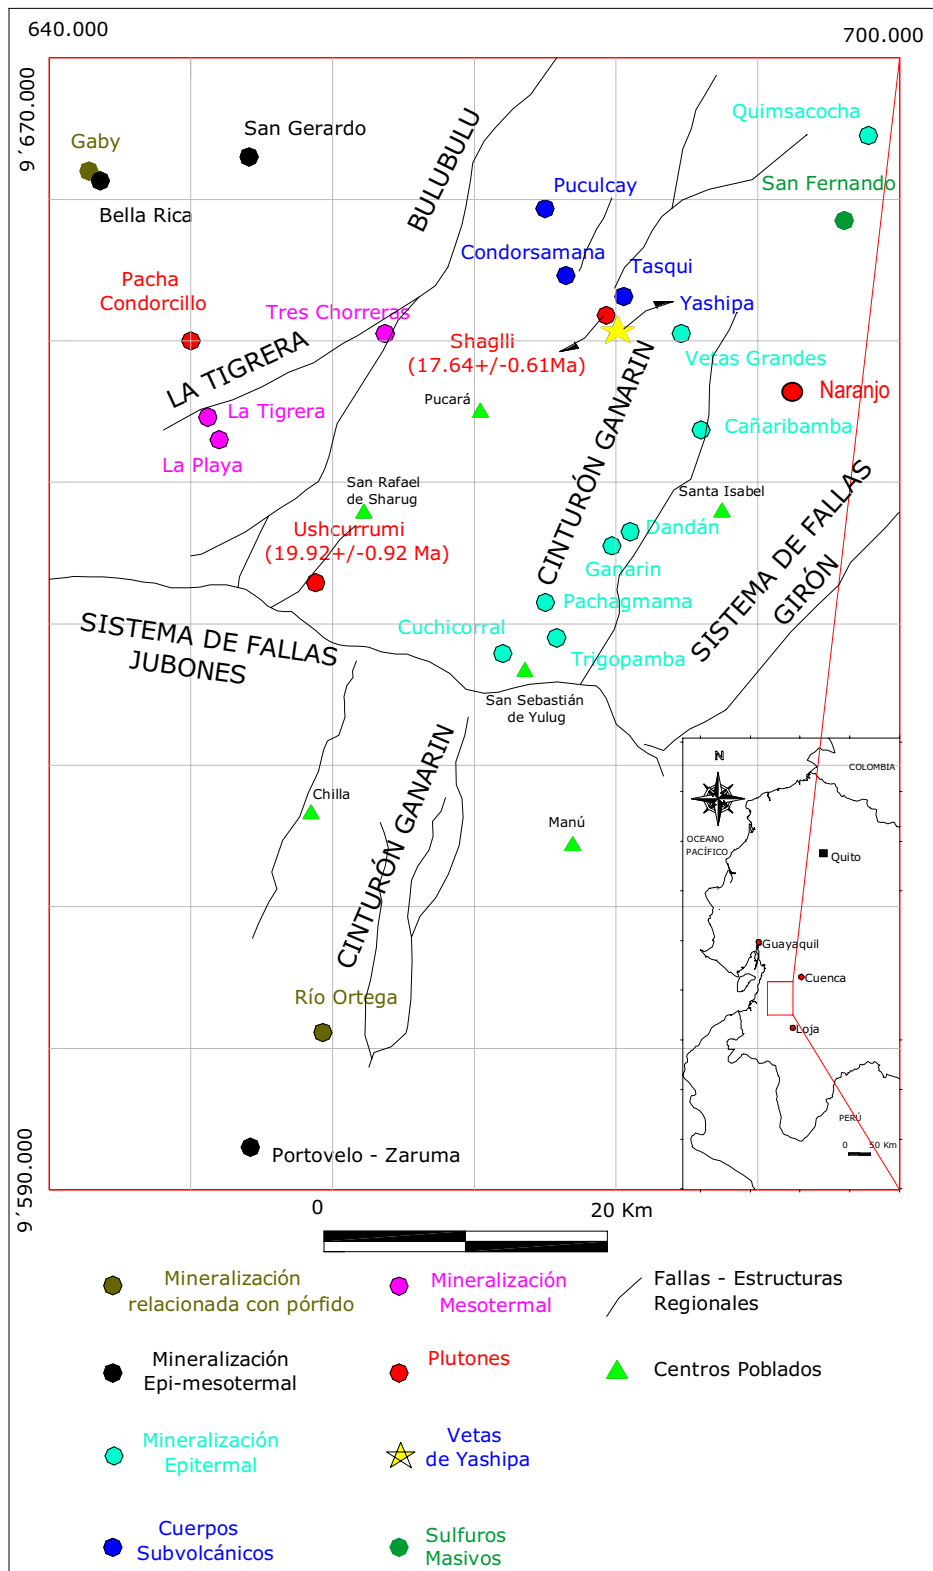 640.000
700.000
9´670.000
Quimsacocha
San Gerardo
Gaby
BULUBULU
San Fernando
Puculcay
Bella Rica
Condorsamana
Tasqui
Pacha
Condorcillo
Yashipa
Tres Chorreras
Shaglli
(17.64+/-0.61Ma)
Vetas Grandes
LA TIGRERA
Naranjo
Pucará
La Tigrera
Cañaribamba
La Playa
CINTURÓN GANARIN
San Rafael
de Sharug
Santa Isabel
Ushcurrumi
(19.92+/-0.92 Ma)
Dandán
Ganarin
SISTEMA DE FALLAS
GIRÓN
Pachagmama
SISTEMA DE FALLAS
JUBONES
Cuchicorral
Trigopamba
San Sebastián
de Yulug
CINTURÓN GANARIN
Chilla
Manú
Río Ortega
Portovelo - Zaruma
N
COLOMBIA
OCEANO
PACÍFICO
Quito
Guayaquil
Cuenca
Loja
PERÚ
0 50 Km
9´590.000
0 20 Km
Mineralización
relacionada con pórfido
Mineralización
Mesotermal
Fallas - Estructuras
Regionales
Mineralización
Epi-mesotermal
Plutones
Centros Poblados
Mineralización
Epitermal
Vetas
de Yashipa
Cuerpos
Subvolcánicos
Sulfuros
Masivos